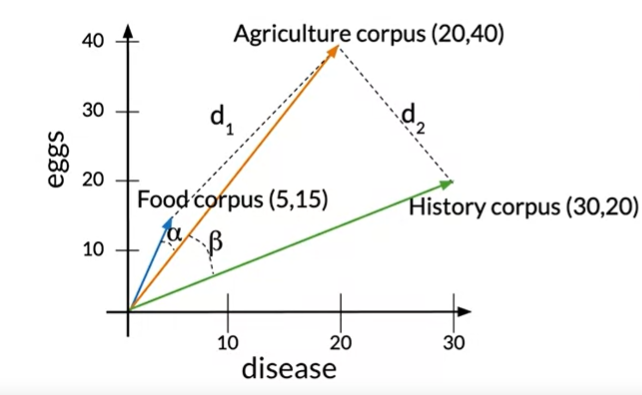 Agriculture corpus (20,40)
40
d1
d2
30
eggs
20
Food corpus (5,15)
History corpus (30,20)
α
β
10
10
20
30
disease